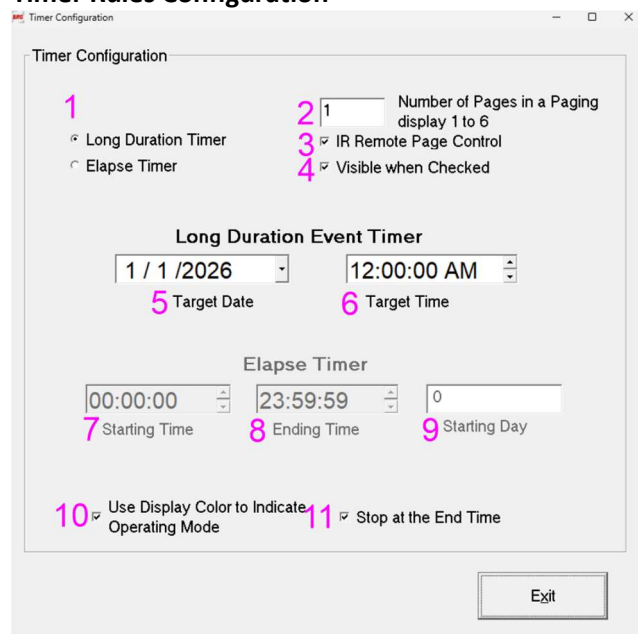 Timer Rules Configuration
Timer Configuration
Timer Configuration
1
2 1 Number of Pages in a Paging
display 1 to 6
Long Duration Timer
3 IR Remote Page Control
Elapse Timer
4 Visible when Checked
Long Duration Event Timer
1 / 1 /2026 12:00:00 AM
5 Target Date 6 Target Time
Elapse Timer
00:00:00 23:59:59 0
7 Starting Time 8 Ending Time 9 Starting Day
10 Use Display Color to Indicate
Operating Mode
11 Stop at the End Time
Exit